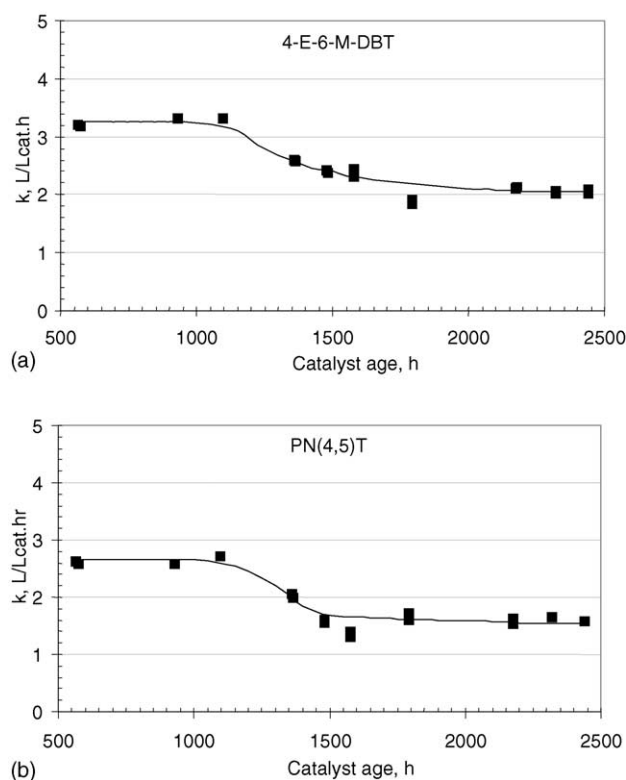 4-E-6-M-DBT
k, L/Lcat.h
5
4
3
2
1
0
500 1000 1500 2000 2500
Catalyst age, h
(a)
PN(4,5)T
k, L/Lcat.hr
5
4
3
2
1
0
500 1000 1500 2000 2500
Catalyst age, h
(b)